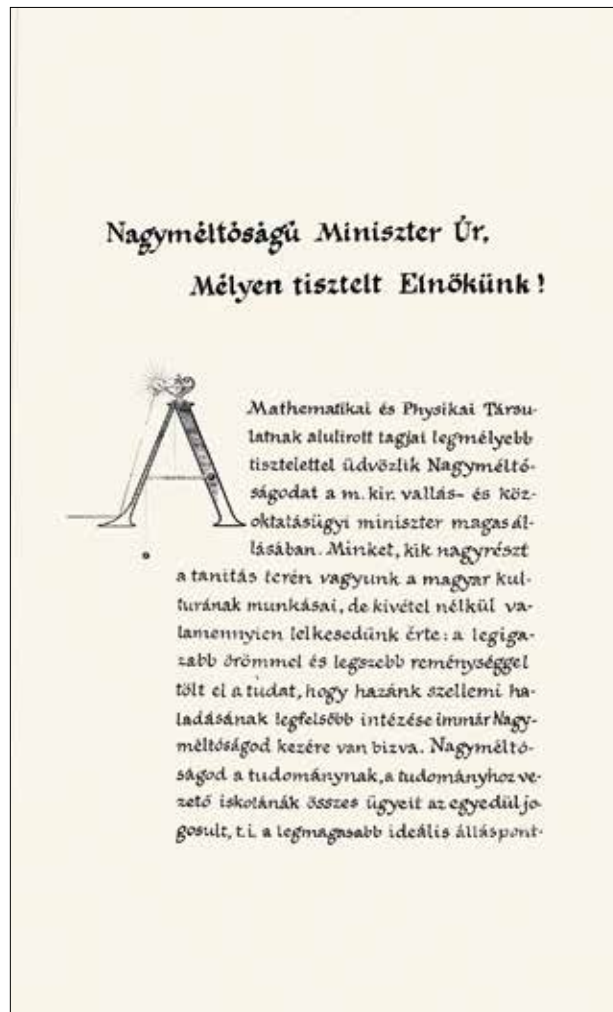 Nagyméltóságú Miniszter Úr,
Mélyen tisztelt Elnökünk!
A Mathematikai és Physikai Társu-
latnak alulirott tagjai legmélyebb
tisztelettel üdvözlik Nagyméltó-
ságodat a m. kir. vallás- és köz-
oktatásügyi miniszter magas ál-
lásában. Minket, kik nagyrészt
a tanitás terén vagyunk a magyar kul-
turának munkásai, de kivétel nélkül va-
lamennyien lelkesedünk érte: a legiga-
zabb örömmel és legszebb reménységgel
tölt el a tudat, hogy hazánk szellemi ha-
ladásának legfelsőbb intézése immár Nagy-
méltóságod kezére van bizva. Nagyméltó-
ságod a tudománynak, a tudományhoz ve-
zető iskolának összes ügyeit az egyedül jo-
gosult, t.i. a legmagasabb ideális álláspont-